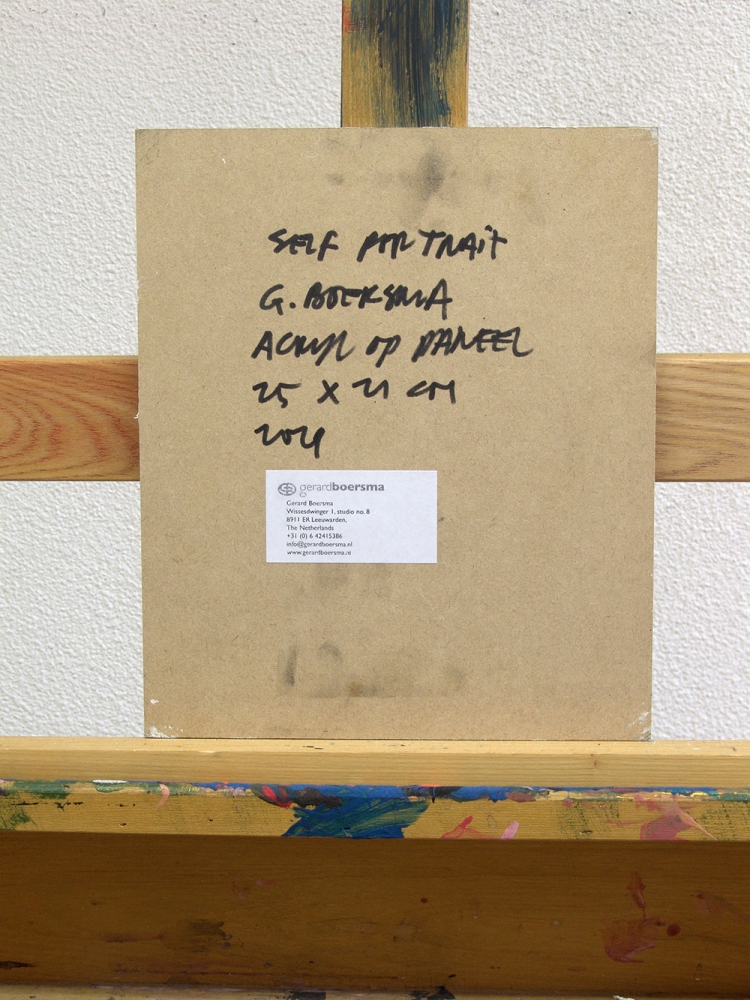 SELF PORTRAIT
G. BOERSMA
ACRYL OP PANEEL
25 X 21 CM
gerardboersma
Gerard Boersma
Wissesdwinger 1, studio no. 8
8911 ER Leeuwarden,
The Netherlands
+31 (0) 6 42415386
info@gerardboersma.nl
www.gerardboersma.nl